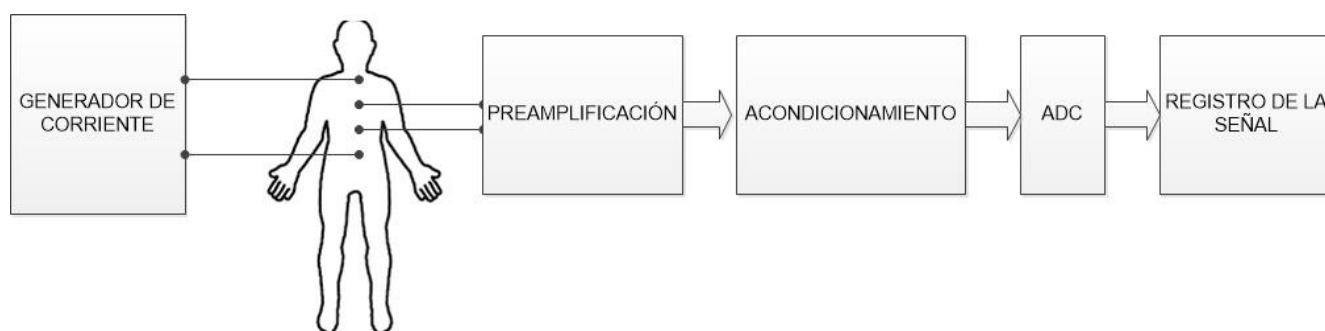 GENERADOR DE
CORRIENTE
PREAMPLIFICACIÓN
ACONDICIONAMIENTO
ADC
REGISTRO DE LA
SEÑAL